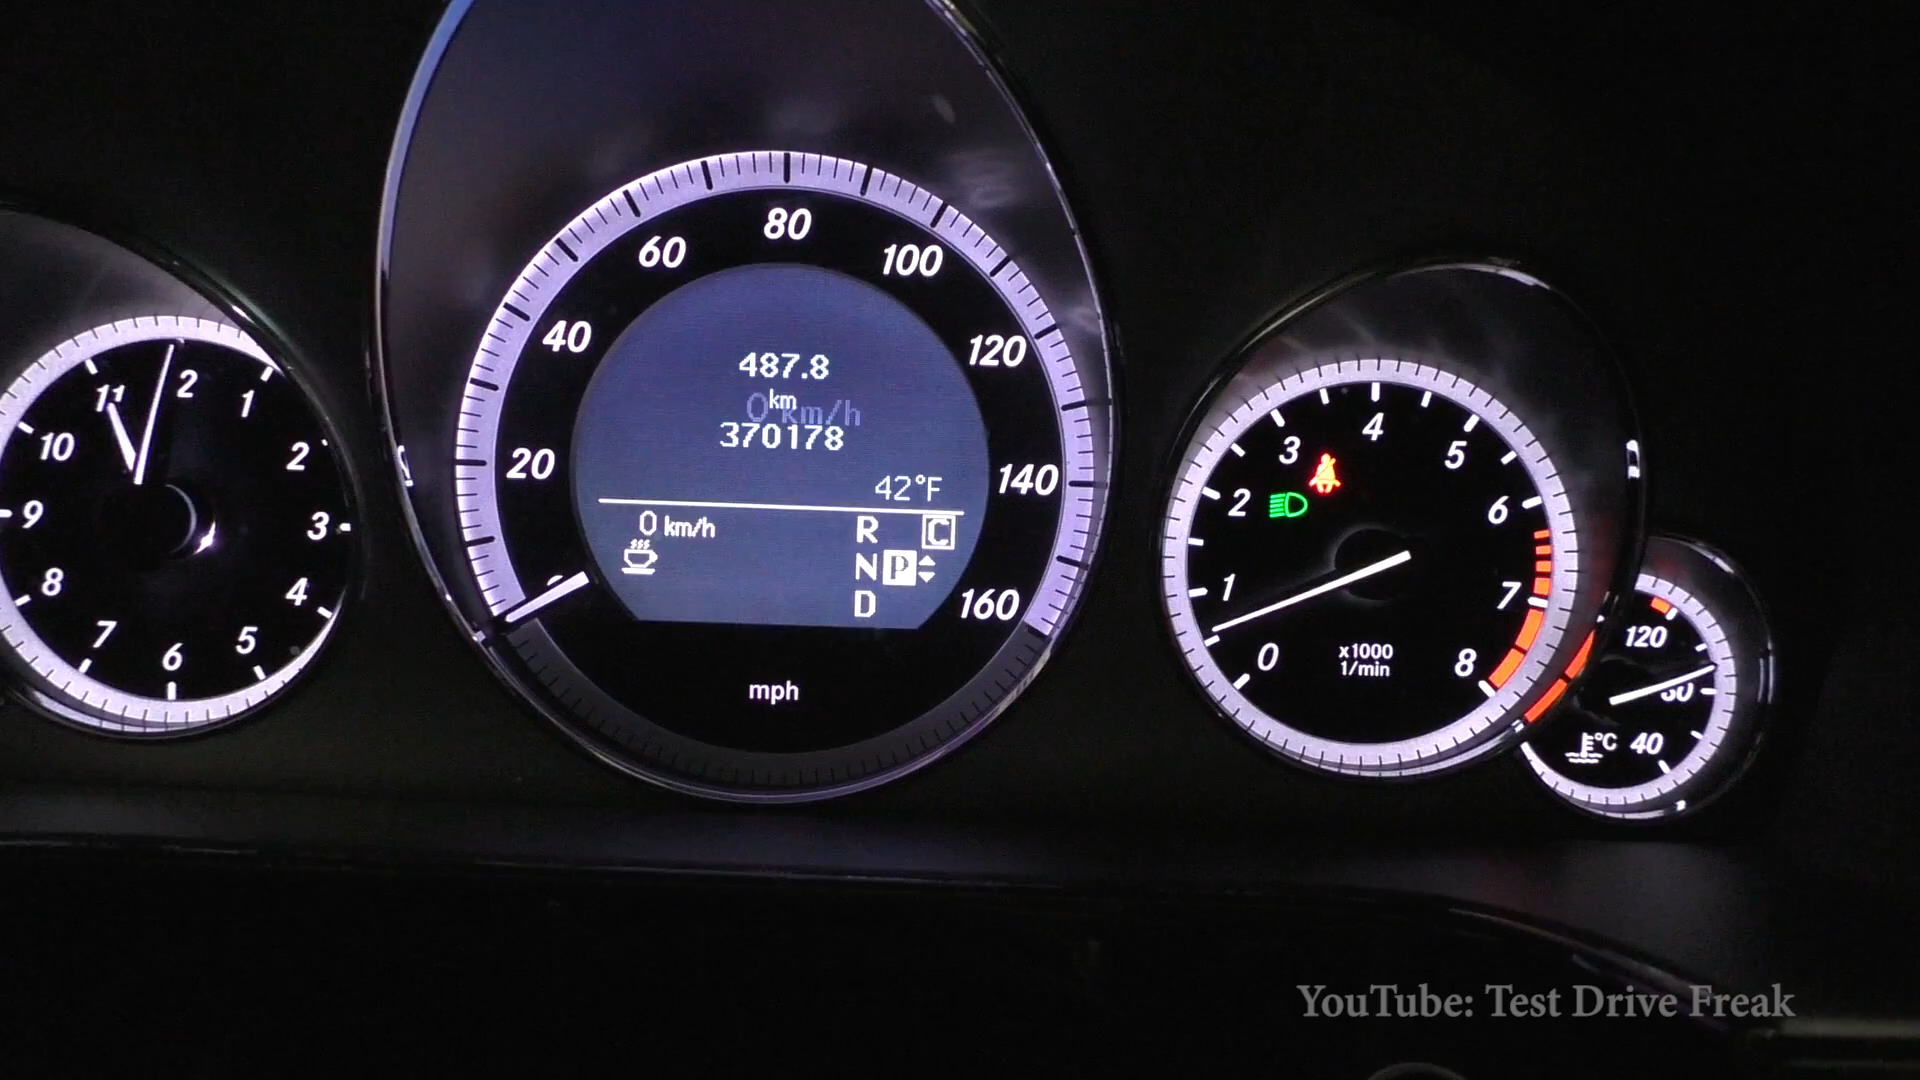 11
2
1
2
3
4
5
6
7
8
9
10
20
40
60
80
100
120
140
160
mph
487.8
km
0 km/h
370178
42°F
0 km/h
R C
N P
D
0
1
2
3
4
5
6
7
8
x1000
1/min
120
40
°C
YouTube: Test Drive Freak